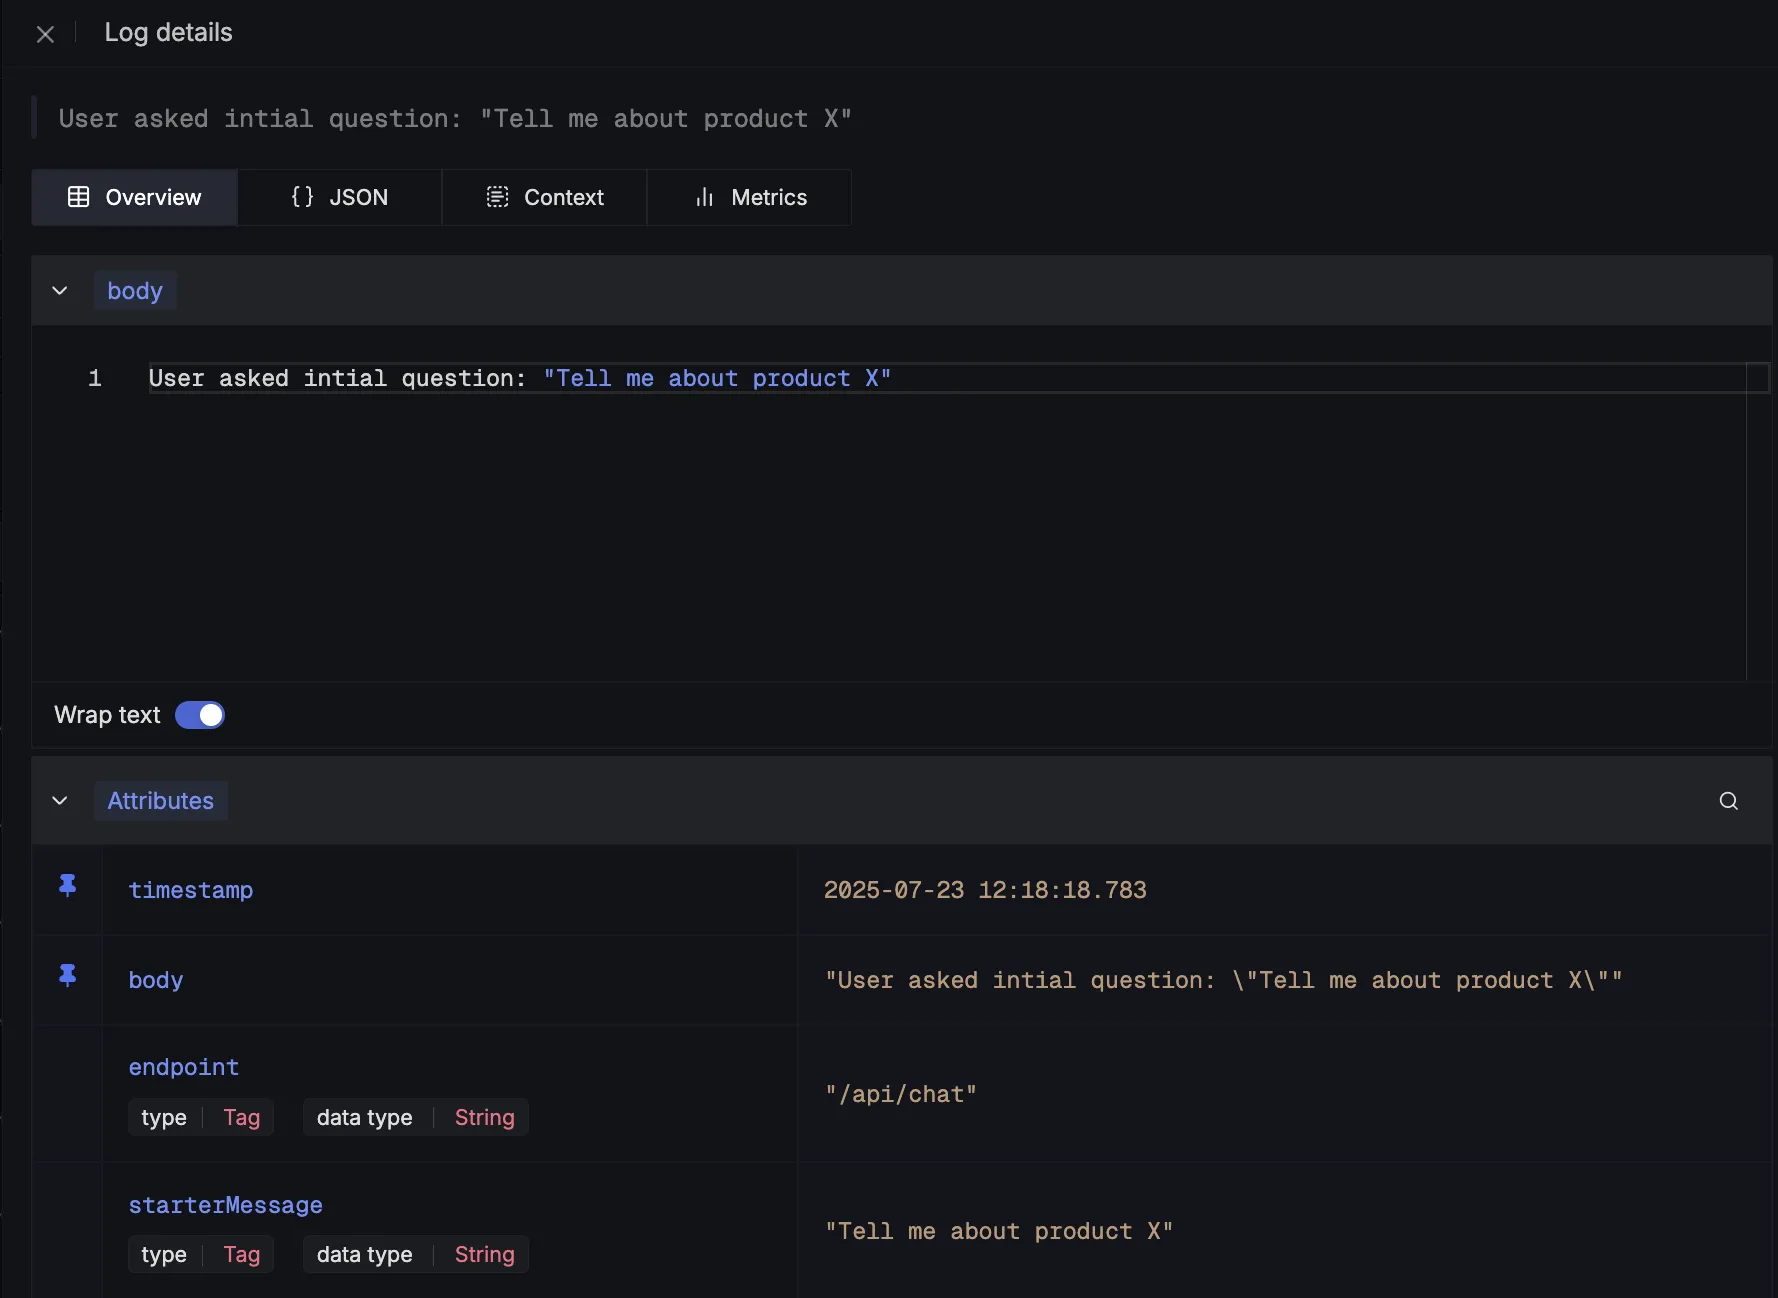 Log details
User asked intial question: "Tell me about product X"
Overview
{} JSON
Context
Metrics
body
1 User asked intial question: "Tell me about product X"
Wrap text
Attributes
timestamp 2025-07-23 12:18:18.783
body "User asked intial question: \"Tell me about product X\""
endpoint
type Tag data type String
"/api/chat"
starterMessage
type Tag data type String
"Tell me about product X"